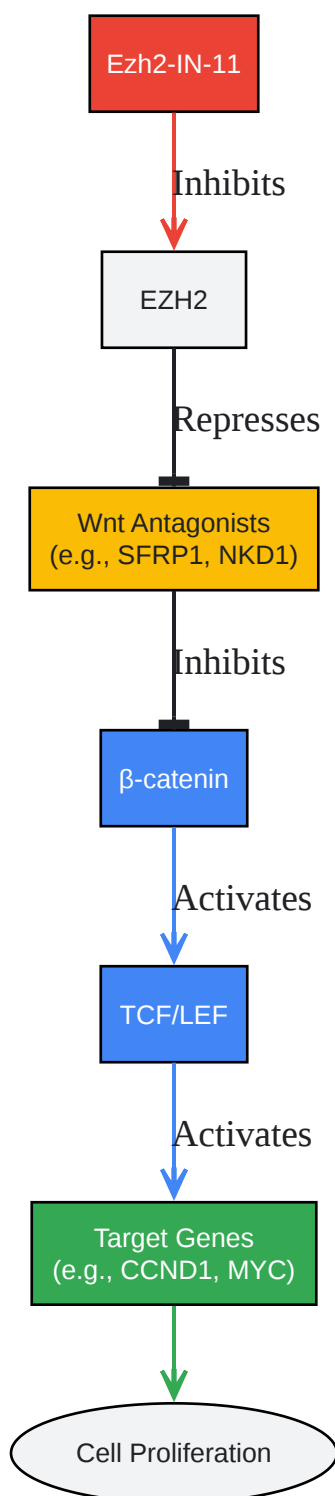 Ezh2-IN-11
Inhibits
EZH2
Represses
Wnt Antagonists
(e.g., SFRP1, NKD1)
Inhibits
β-catenin
Activates
TCF/LEF
Activates
Target Genes
(e.g., CCND1, MYC)
Cell Proliferation